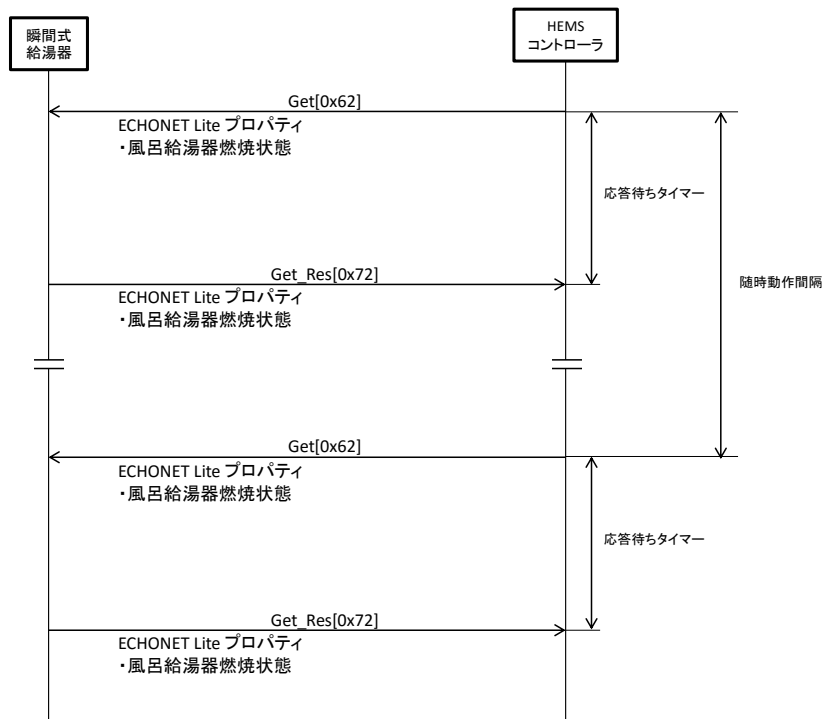 瞬間式
給湯器
HEMS
コントローラ
Get[0x62]
ECHONET Lite プロパティ
・風呂給湯器燃焼状態
応答待ちタイマー
随時動作間隔
Get_Res[0x72]
ECHONET Lite プロパティ
・風呂給湯器燃焼状態
Get[0x62]
ECHONET Lite プロパティ
・風呂給湯器燃焼状態
応答待ちタイマー
Get_Res[0x72]
ECHONET Lite プロパティ
・風呂給湯器燃焼状態